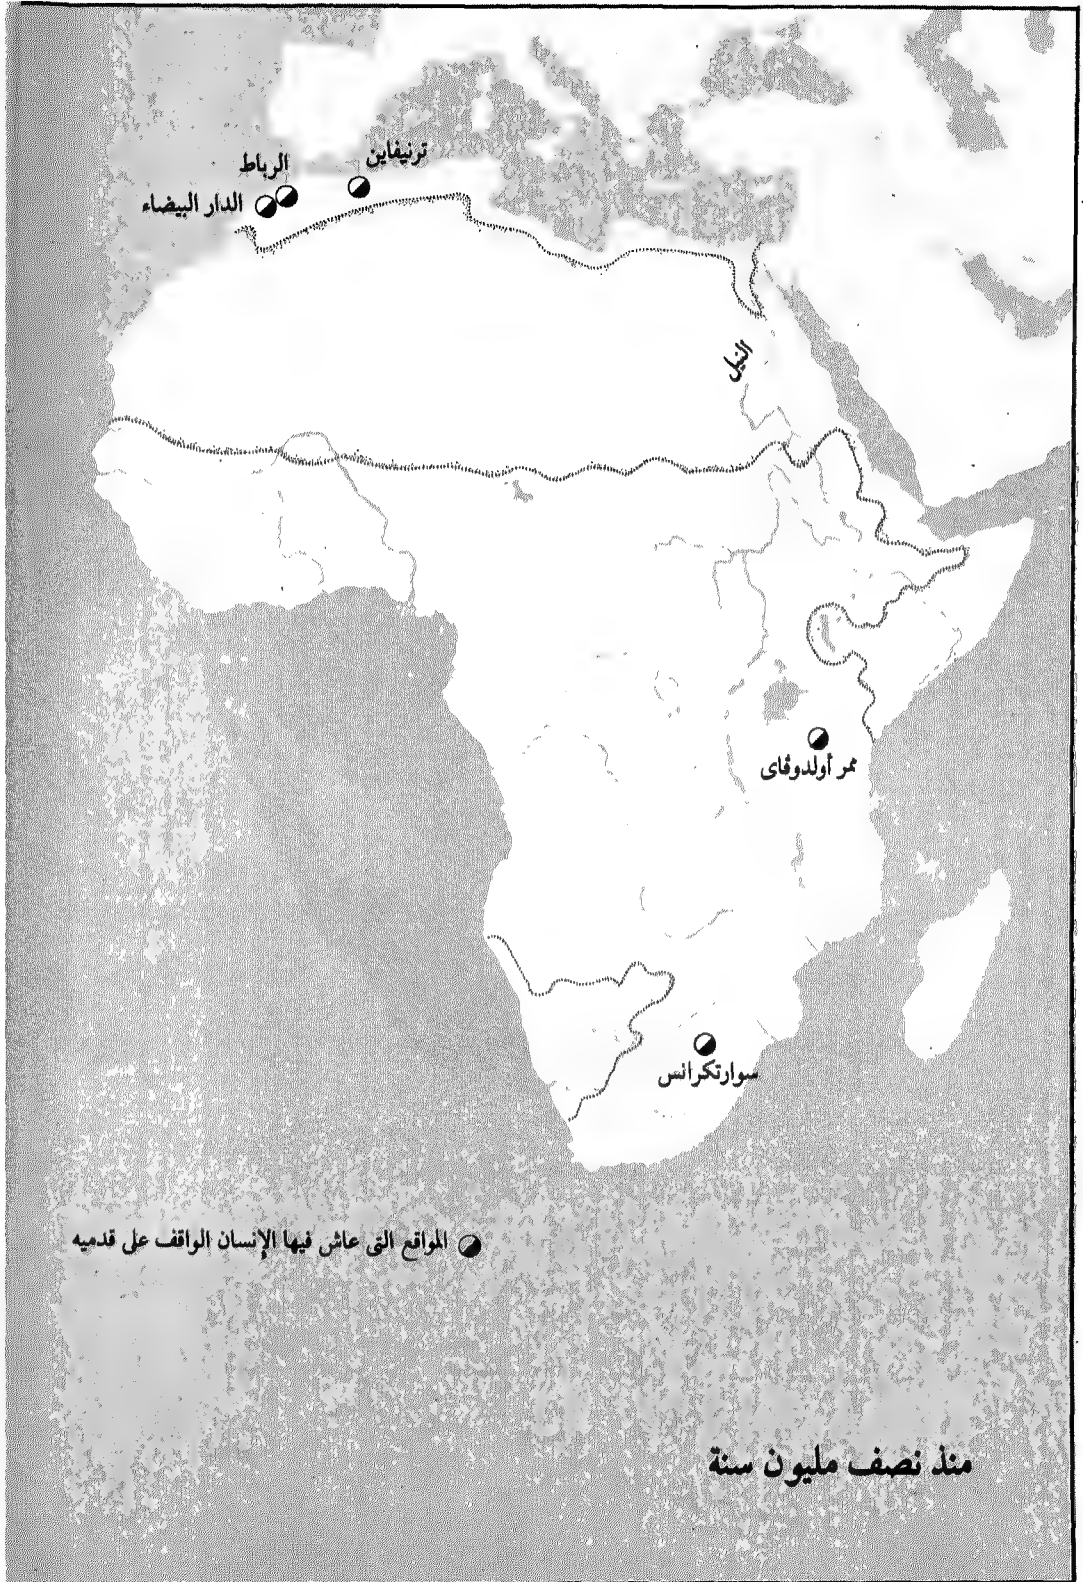 ترنيفاين
الرباط
الدار البيضاء
النيل
ممر أولدوڤاى
سوارتكرانس
المواقع التى عاش فيها الإنسان الواقف على قدميه
منذ نصف مليون سنة